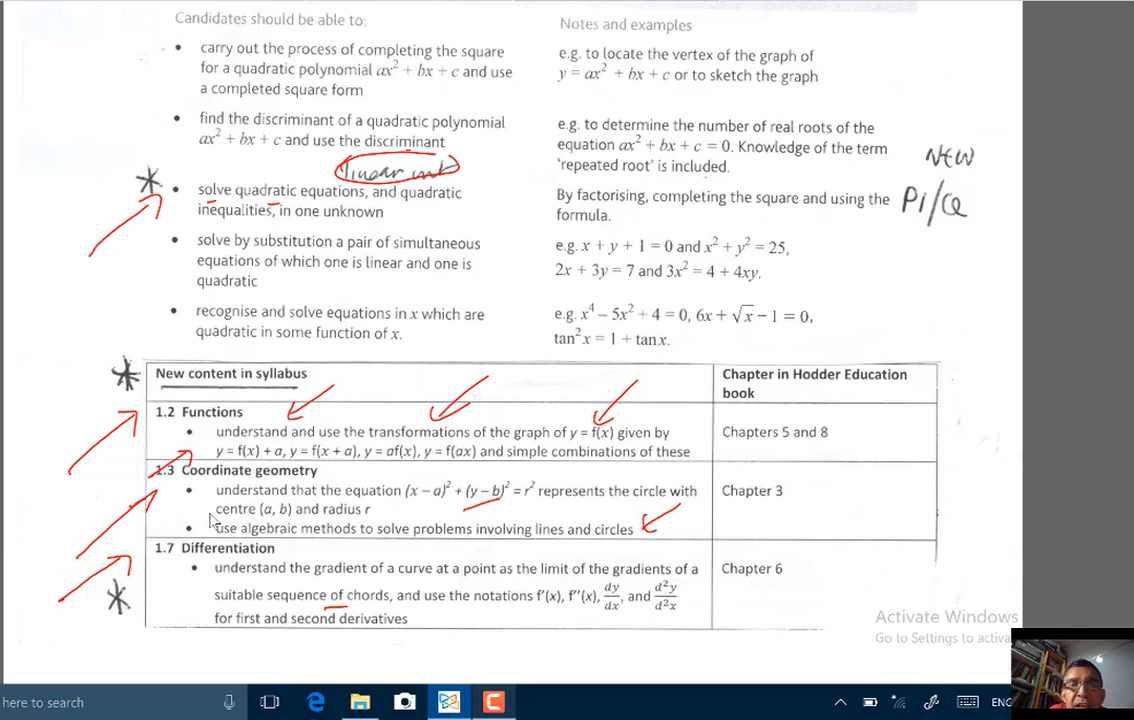 Candidates should be able to:
Notes and examples
• carry out the process of completing the square
for a quadratic polynomial ax² + bx + c and use
a completed square form
e.g. to locate the vertex of the graph of
y = ax² + bx + c or to sketch the graph
• find the discriminant of a quadratic polynomial
ax² + bx + c and use the discriminant
e.g. to determine the number of real roots of the
equation ax² + bx + c = 0. Knowledge of the term
'repeated root' is included.
NEW
P1/
linear
• solve quadratic equations, and quadratic
inequalities, in one unknown
By factorising, completing the square and using the
formula.
• solve by substitution a pair of simultaneous
equations of which one is linear and one is
quadratic
e.g. x + y + 1 = 0 and x² + y² = 25,
2x + 3y = 7 and 3x² = 4 + 4xy.
• recognise and solve equations in x which are
quadratic in some function of x.
e.g. x⁴ − 5x² + 4 = 0, 6x + √x − 1 = 0,
tan²x = 1 + tan x.
New content in syllabus
Chapter in Hodder Education
book
1.2 Functions
• understand and use the transformations of the graph of y = f(x) given by
y = f(x) + a, y = f(x + a), y = af(x), y = f(ax) and simple combinations of these
Chapters 5 and 8
1.3 Coordinate geometry
• understand that the equation (x − a)² + (y − b)² = r² represents the circle with
centre (a, b) and radius r
• use algebraic methods to solve problems involving lines and circles
Chapter 3
1.7 Differentiation
• understand the gradient of a curve at a point as the limit of the gradients of a
suitable sequence of chords, and use the notations f′(x), f″(x), dy/dx, and d²y/d²x
for first and second derivatives
Chapter 6
Activate Windows
Go to Settings to activa
here to search
ENG